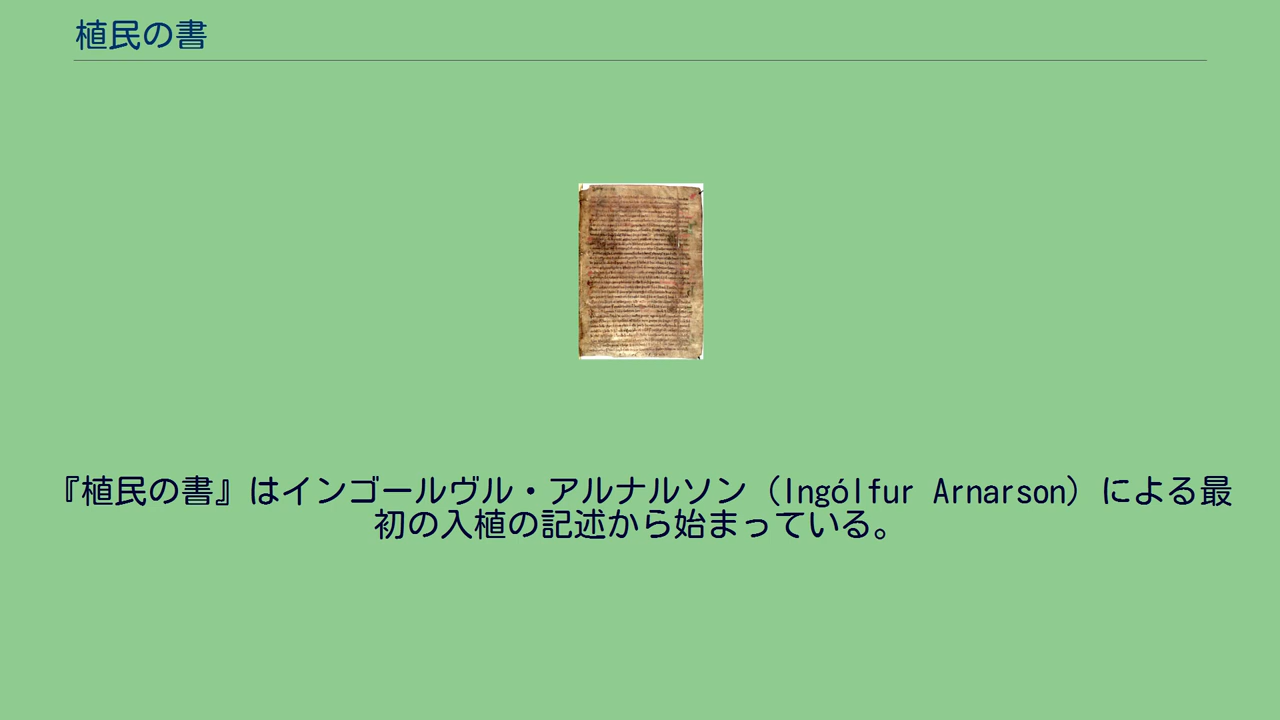 植民の書
『植民の書』はインゴールヴル・アルナルソン（Ingólfur Arnarson）による最
初の入植の記述から始まっている。